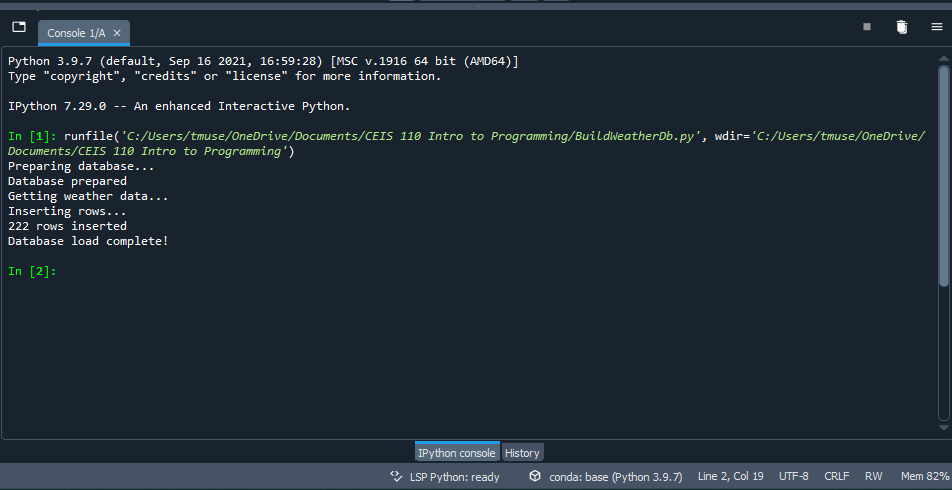 Console 1/A
Python 3.9.7 (default, Sep 16 2021, 16:59:28) [MSC v.1916 64 bit (AMD64)]
Type "copyright", "credits" or "license" for more information.
IPython 7.29.0 -- An enhanced Interactive Python.
In [1]: runfile('C:/Users/tmuse/OneDrive/Documents/CEIS 110 Intro to Programming/BuildWeatherDb.py', wdir='C:/Users/tmuse/OneDrive/
Documents/CEIS 110 Intro to Programming')
Preparing database...
Database prepared
Getting weather data...
Inserting rows...
222 rows inserted
Database load complete!
In [2]:
IPython console History
LSP Python: ready conda: base (Python 3.9.7) Line 2, Col 19 UTF-8 CRLF RW Mem 82%